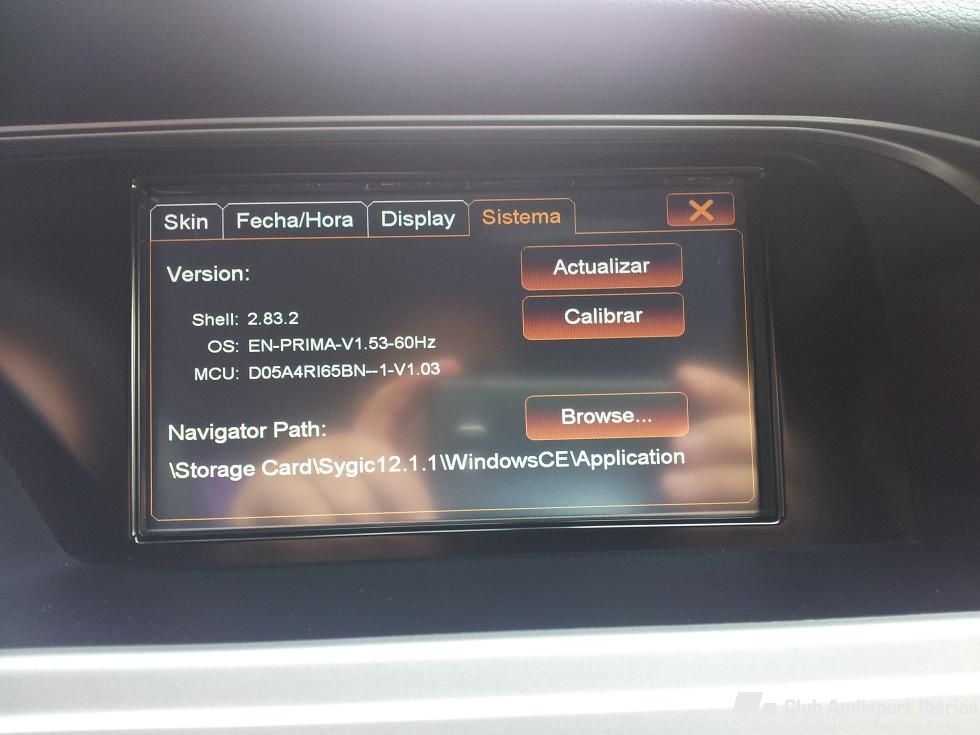 Skin Fecha/Hora Display Sistema
Version:
Actualizar
Shell: 2.83.2
Calibrar
OS: EN-PRIMA-V1.53-60Hz
MCU: D05A4RI65BN--1-V1.03
Browse...
Navigator Path:
\Storage Card\Sygic12.1.1\WindowsCE\Application
Club Audisport Ibérica